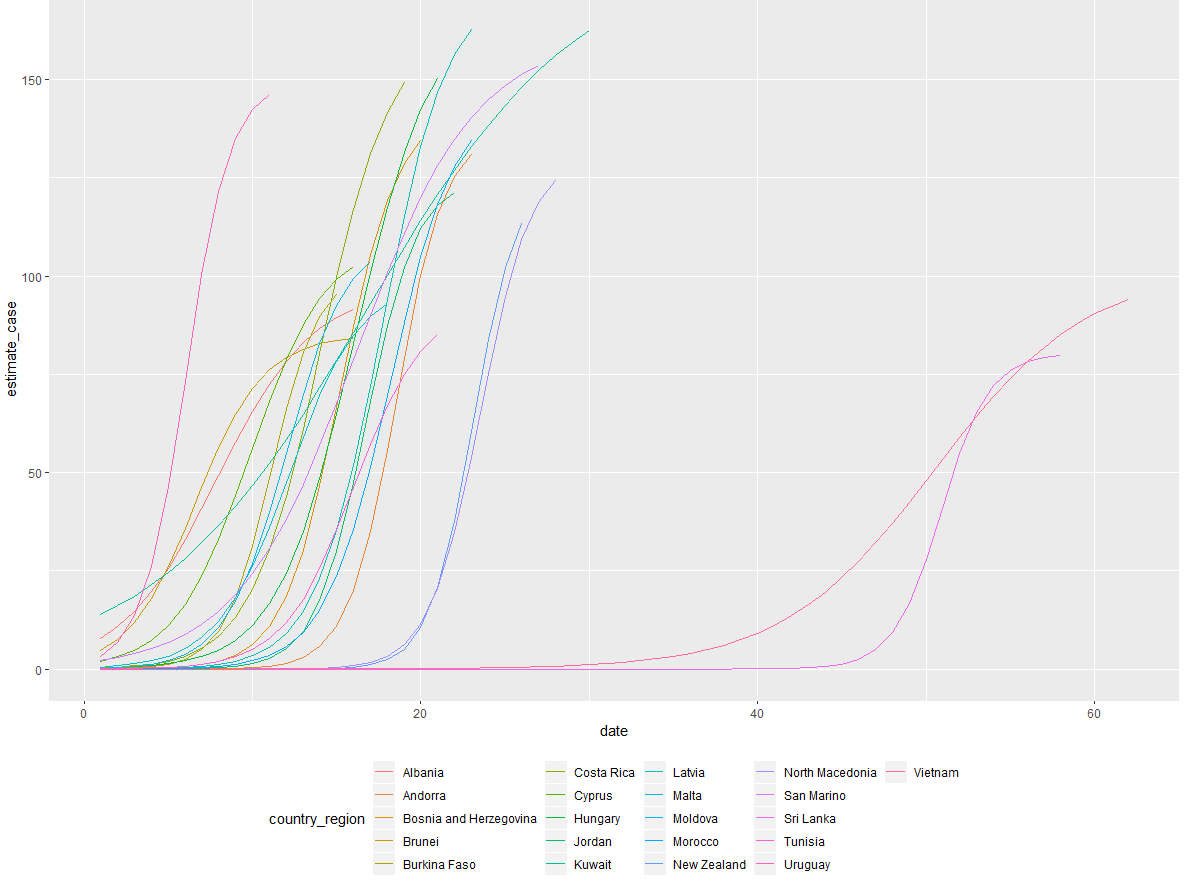 150
100
50
0
estimate_case
0 20 40 60
date
country_region
Albania Costa Rica Latvia North Macedonia Vietnam
Andorra Cyprus Malta San Marino
Bosnia and Herzegovina Hungary Moldova Sri Lanka
Brunei Jordan Morocco Tunisia
Burkina Faso Kuwait New Zealand Uruguay